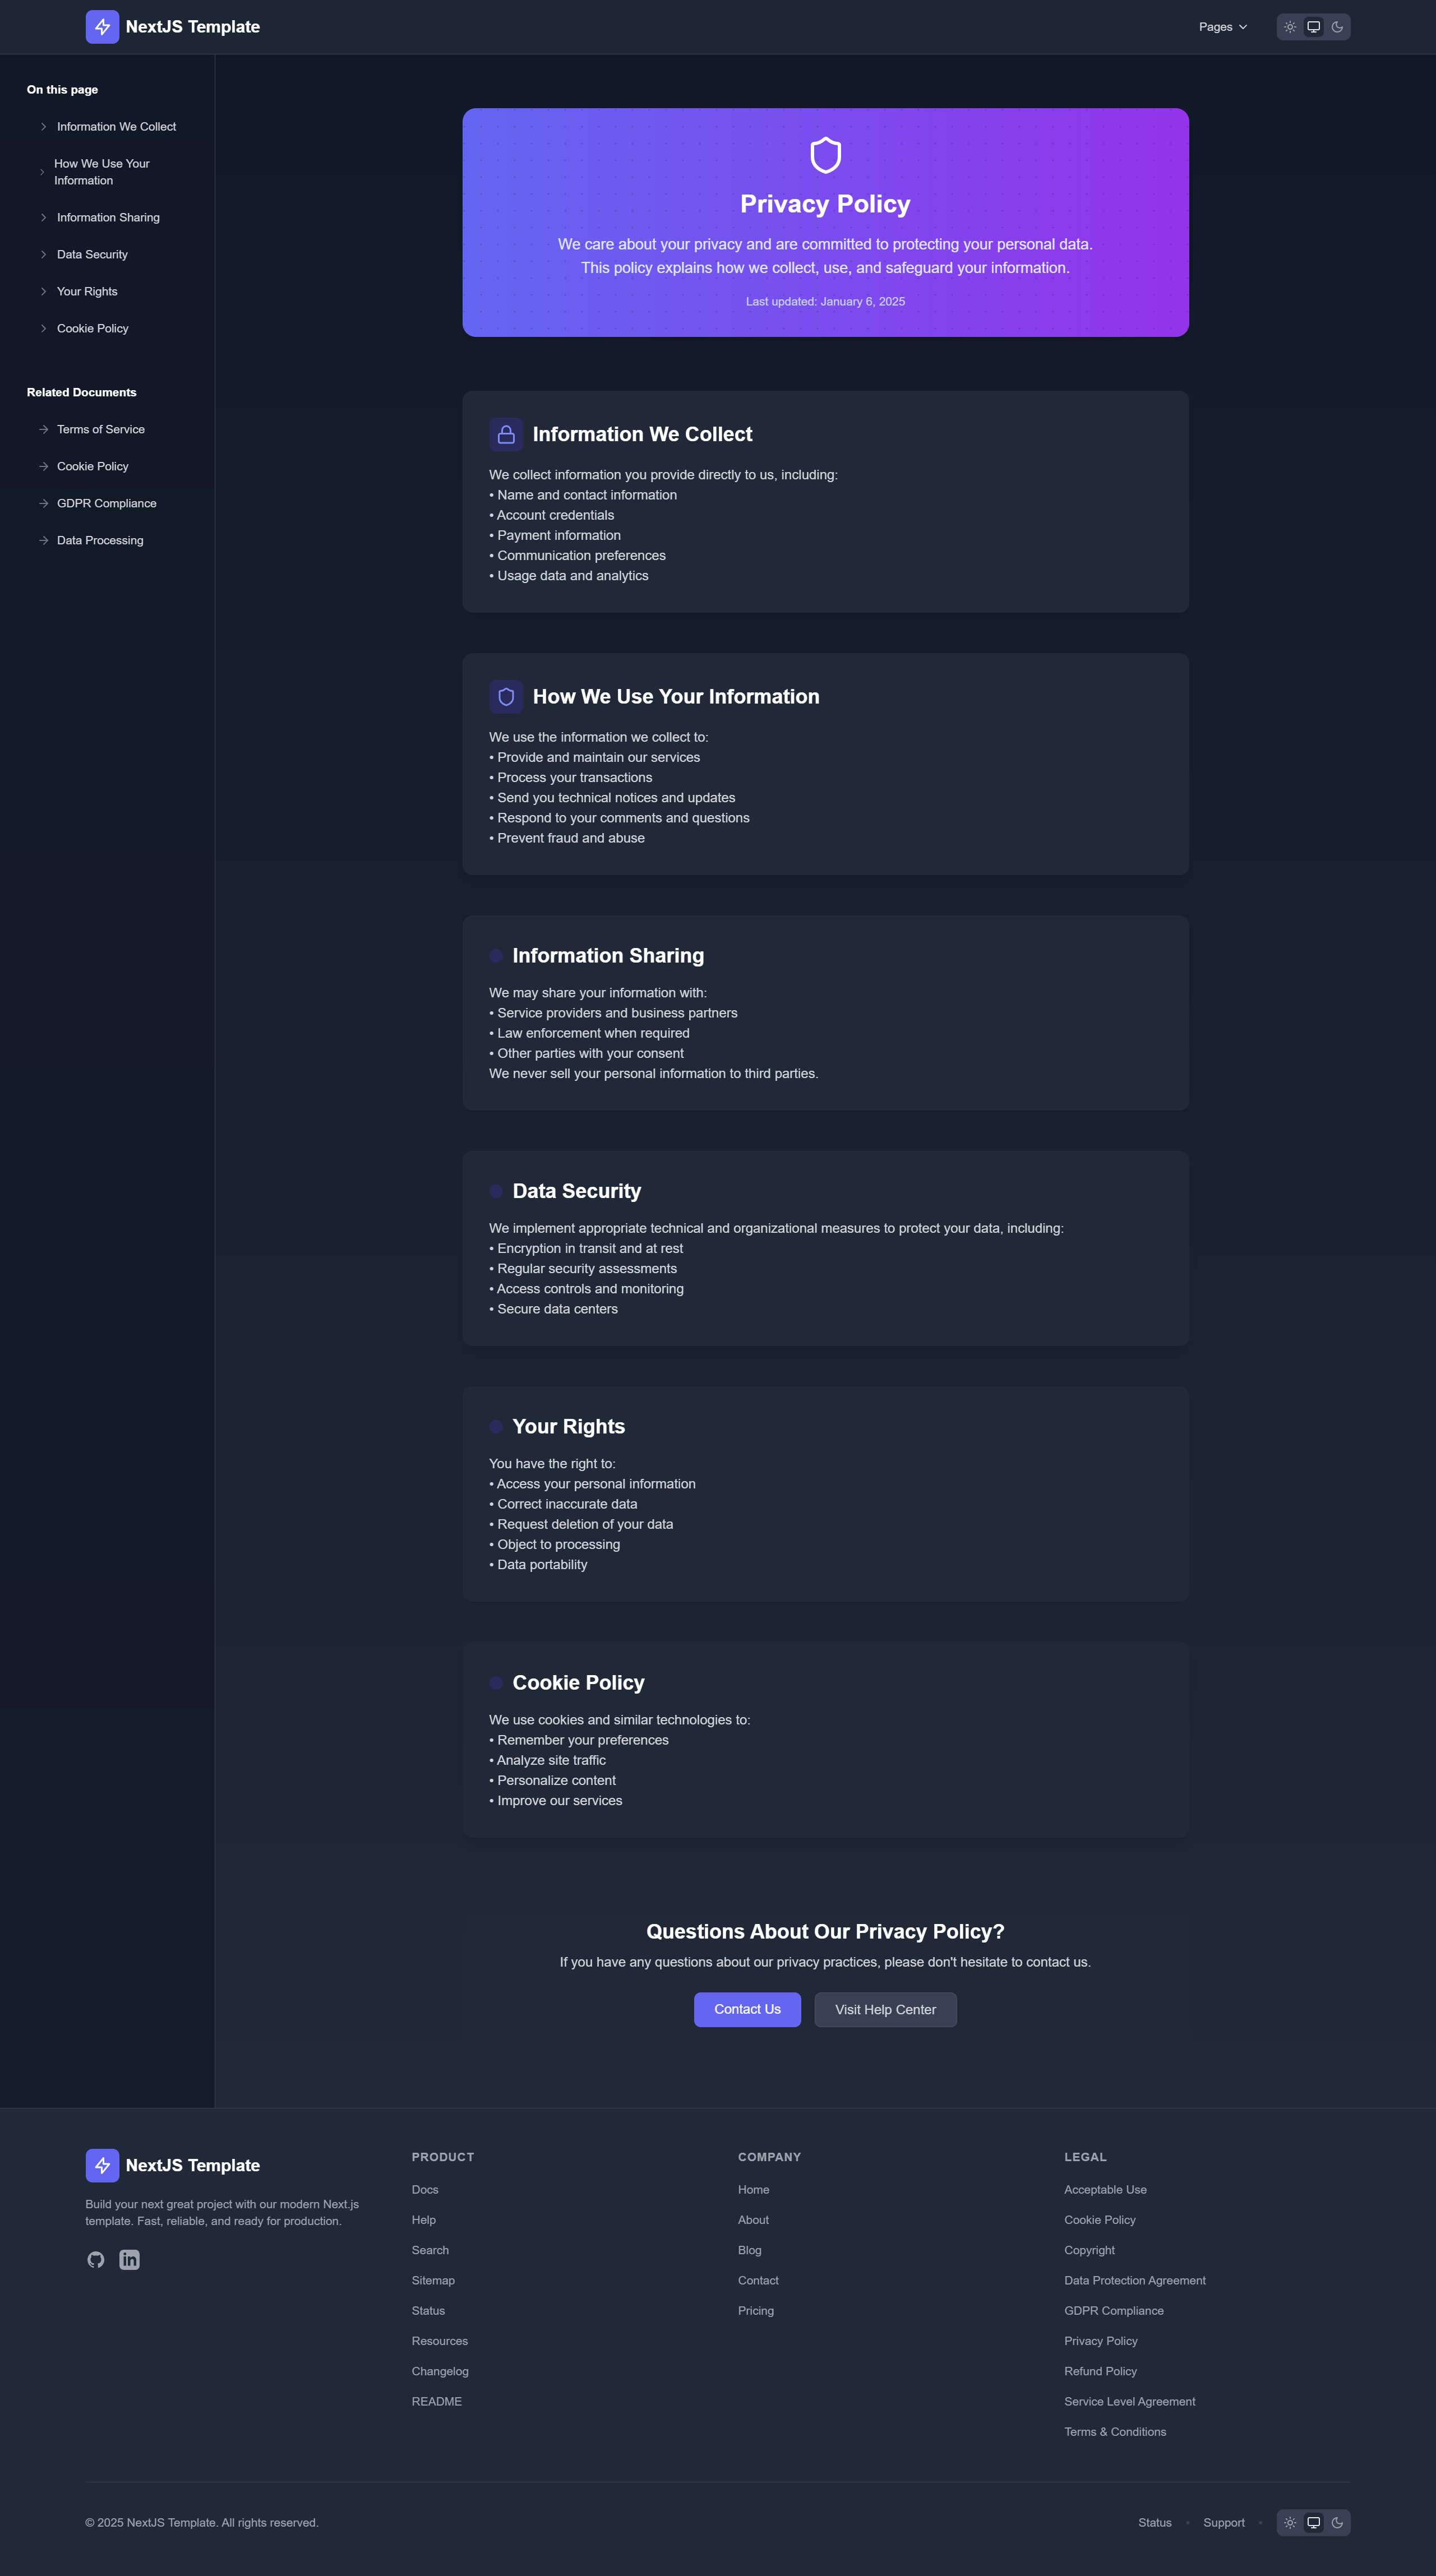 NextJS Template
Pages
On this page
Information We Collect
How We Use Your
Information
Information Sharing
Data Security
Your Rights
Cookie Policy
Related Documents
Terms of Service
Cookie Policy
GDPR Compliance
Data Processing
Privacy Policy
We care about your privacy and are committed to protecting your personal data.
This policy explains how we collect, use, and safeguard your information.
Last updated: January 6, 2025
Information We Collect
We collect information you provide directly to us, including:
• Name and contact information
• Account credentials
• Payment information
• Communication preferences
• Usage data and analytics
How We Use Your Information
We use the information we collect to:
• Provide and maintain our services
• Process your transactions
• Send you technical notices and updates
• Respond to your comments and questions
• Prevent fraud and abuse
Information Sharing
We may share your information with:
• Service providers and business partners
• Law enforcement when required
• Other parties with your consent
We never sell your personal information to third parties.
Data Security
We implement appropriate technical and organizational measures to protect your data, including:
• Encryption in transit and at rest
• Regular security assessments
• Access controls and monitoring
• Secure data centers
Your Rights
You have the right to:
• Access your personal information
• Correct inaccurate data
• Request deletion of your data
• Object to processing
• Data portability
Cookie Policy
We use cookies and similar technologies to:
• Remember your preferences
• Analyze site traffic
• Personalize content
• Improve our services
Questions About Our Privacy Policy?
If you have any questions about our privacy practices, please don't hesitate to contact us.
Contact Us
Visit Help Center
NextJS Template
Build your next great project with our modern Next.js
template. Fast, reliable, and ready for production.
in
PRODUCT
Docs
Help
Search
Sitemap
Status
Resources
Changelog
README
COMPANY
Home
About
Blog
Contact
Pricing
LEGAL
Acceptable Use
Cookie Policy
Copyright
Data Protection Agreement
GDPR Compliance
Privacy Policy
Refund Policy
Service Level Agreement
Terms & Conditions
© 2025 NextJS Template. All rights reserved.
Status • Support •